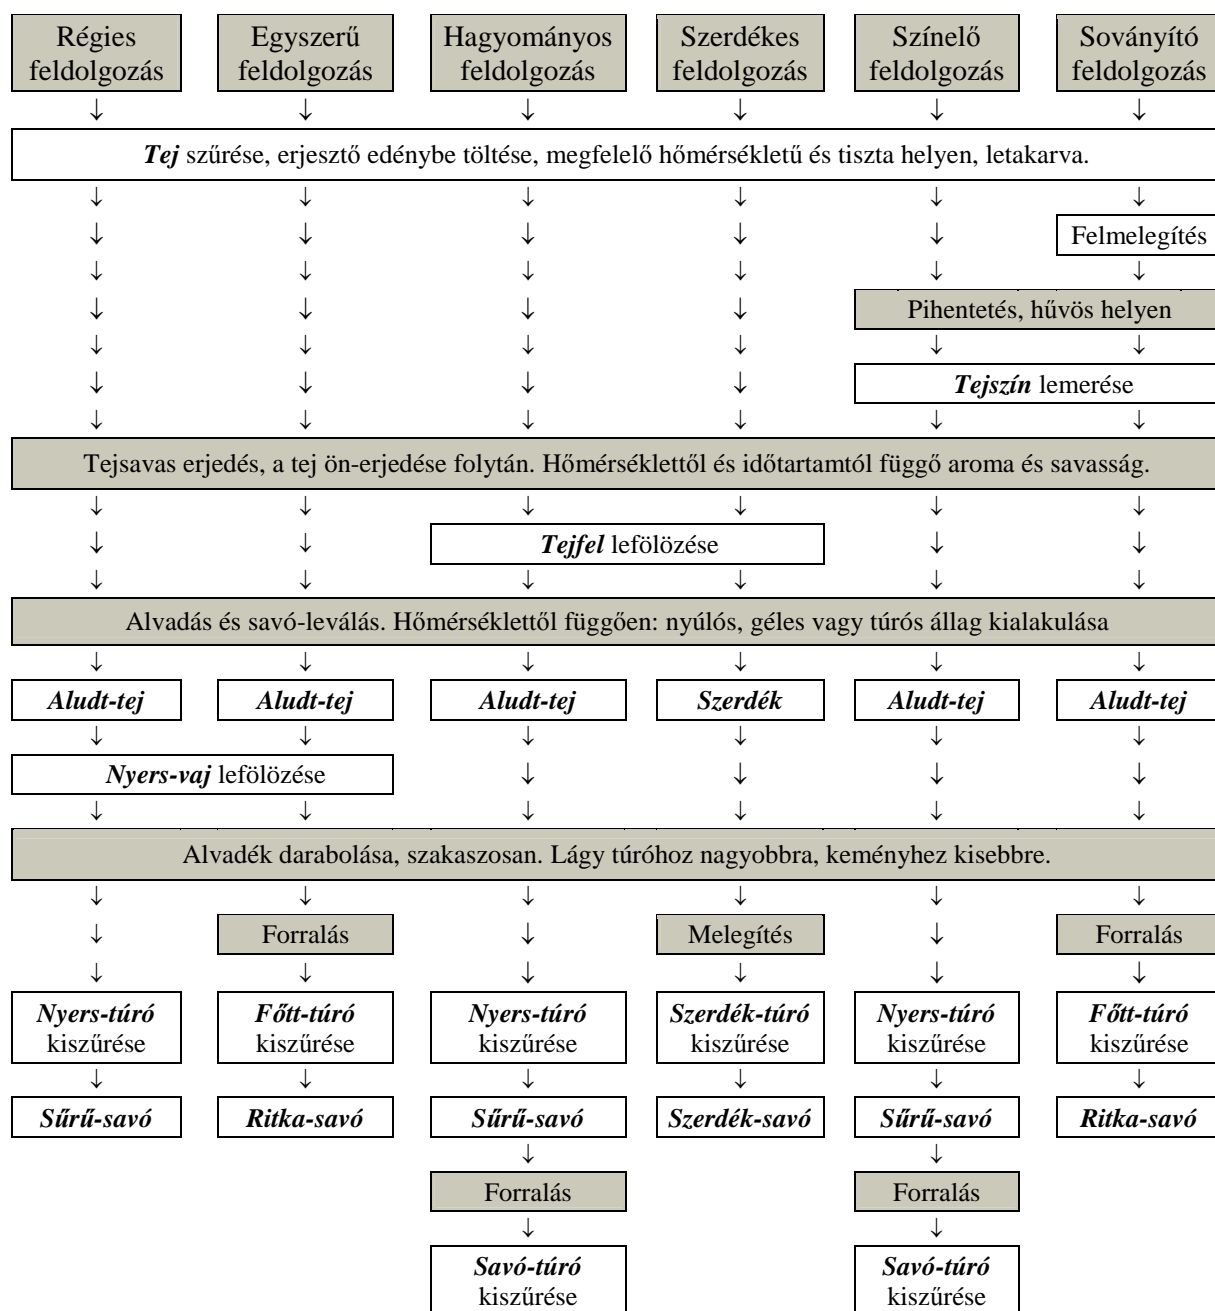 Régies feldolgozás
Egyszerű feldolgozás
Hagyományos feldolgozás
Szerdékes feldolgozás
Színelő feldolgozás
Soványító feldolgozás
↓ ↓ ↓ ↓ ↓ ↓
Tej szűrése, erjesztő edénybe töltése, megfelelő hőmérsékletű és tiszta helyen, letakarva.
↓ ↓ ↓ ↓ ↓ ↓
↓ ↓ ↓ ↓ ↓ Felmelegítés
↓ ↓ ↓ ↓ ↓ ↓
↓ ↓ ↓ ↓ Pihentetés, hűvös helyen
↓ ↓ ↓ ↓ ↓ ↓
↓ ↓ ↓ ↓ Tejszín lemerése
↓ ↓ ↓ ↓ ↓ ↓
Tejsavas erjedés, a tej ön-erjedése folytán. Hőmérséklettől és időtartamtól függő aroma és savasság.
↓ ↓ ↓ ↓ ↓ ↓
↓ ↓ Tejfel lefölözése ↓ ↓
↓ ↓ ↓ ↓ ↓ ↓
Alvadás és savó-leválás. Hőmérséklettől függően: nyúlós, géles vagy túrós állag kialakulása
↓ ↓ ↓ ↓ ↓ ↓
Aludt-tej Aludt-tej Aludt-tej Szerdék Aludt-tej Aludt-tej
↓ ↓ ↓ ↓ ↓ ↓
Nyers-vaj lefölözése ↓ ↓ ↓ ↓
↓ ↓ ↓ ↓ ↓ ↓
Alvadék darabolása, szakaszosan. Lágy túróhoz nagyobbra, keményhez kisebbre.
↓ ↓ ↓ ↓ ↓ ↓
↓ Forralás ↓ Melegítés ↓ Forralás
↓ ↓ ↓ ↓ ↓ ↓
Nyers-túró Főtt-túró Nyers-túró Szerdék-túró Nyers-túró Főtt-túró
kiszűrése kiszűrése kiszűrése kiszűrése kiszűrése kiszűrése
↓ ↓ ↓ ↓ ↓ ↓
Sűrű-savó Ritka-savó Sűrű-savó Szerdék-savó Sűrű-savó Ritka-savó
↓ ↓
Forralás Forralás
↓ ↓
Savó-túró Savó-túró
kiszűrése kiszűrése